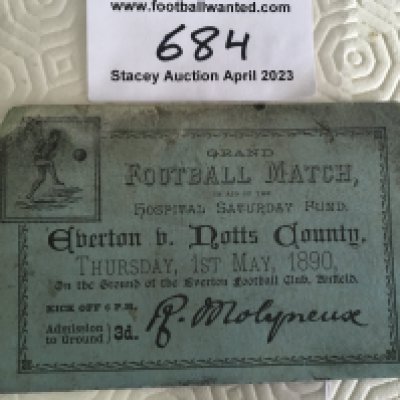 www.footballwanted.com
684
Stacey Auction April 2023
GRAND
FOOTBALL MATCH,
IN AID OF THE
HOSPITAL SATURDAY FUND.
Everton v. Notts County,
THURSDAY, 1ST MAY, 1890,
On the Ground of the Everton Football Club, Anfield.
KICK OFF 6 P.M.
Admission to Ground } 3d.
R. Molyneux